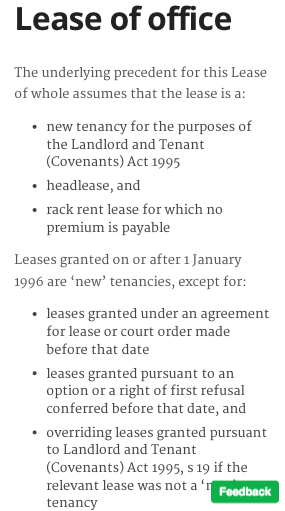 Lease of office
The underlying precedent for this Lease
of whole assumes that the lease is a:
• new tenancy for the purposes of
the Landlord and Tenant
(Covenants) Act 1995
• headlease, and
• rack rent lease for which no
premium is payable
Leases granted on or after 1 January
1996 are ‘new’ tenancies, except for:
• leases granted under an agreement
for lease or court order made
before that date
• leases granted pursuant to an
option or a right of first refusal
conferred before that date, and
• overriding leases granted pursuant
to Landlord and Tenant
(Covenants) Act 1995, s 19 if the
relevant lease was not a
tenancy
Feedback